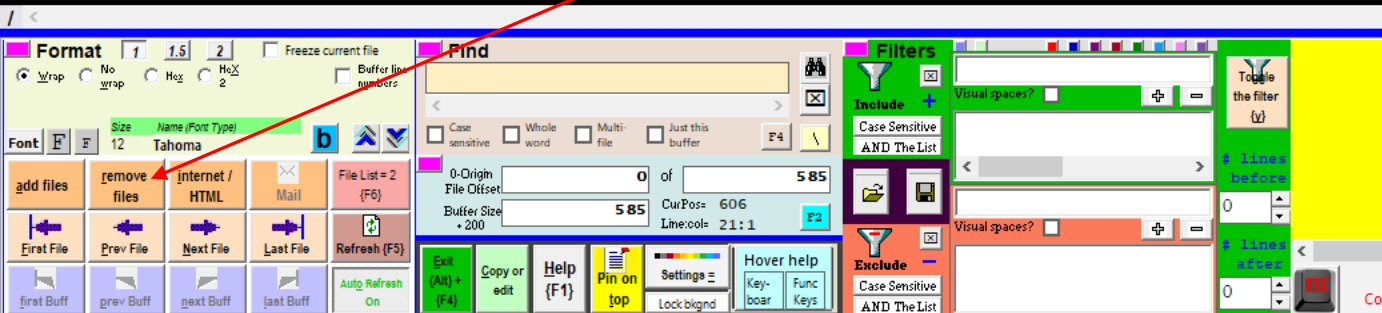 / <
Format 1 1.5 2 Freeze current file
Wrap No wrap Hex HeX 2 Buffer line numbers
Size Name (Font Type)
Font F F 12 Tahoma b
add files remove files internet / HTML Mail File List = 2 {F6}
First File Prev File Next File Last File Refresh {F5}
first Buff prev Buff next Buff last Buff Auto Refresh On
Find
< >
Case sensitive Whole word Multi-file Just this buffer F4 \
0-Origin File Offset 0 of 585
Buffer Size + 200 585 CurPos= 606 F2
Line:col= 21:1
Exit {Alt} + {F4} Copy or edit Help {F1} Pin on top Settings = Lock bkgnd
Hover help
Key-boar Func Keys
Filters
Include +
Visual spaces? + -
Case Sensitive
AND The List
< >
Exclude -
Visual spaces? + -
Case Sensitive
AND The List
Toggle the filter {y}
# lines before
0
# lines after
0
<
ESC
Co